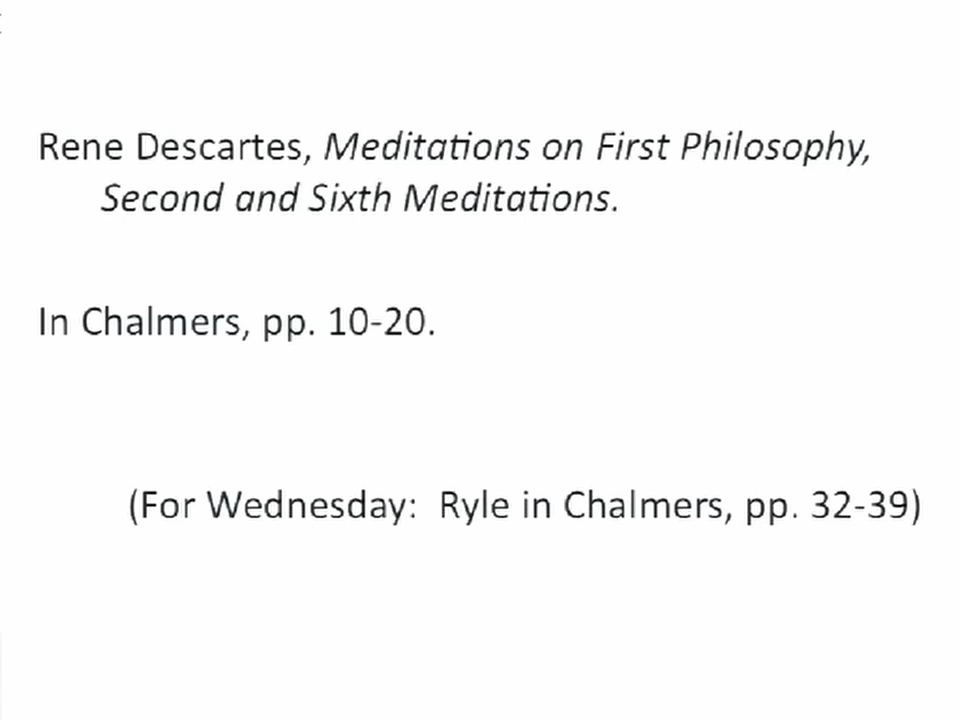 Rene Descartes, Meditations on First Philosophy,
Second and Sixth Meditations.
In Chalmers, pp. 10-20.
(For Wednesday:  Ryle in Chalmers, pp. 32-39)